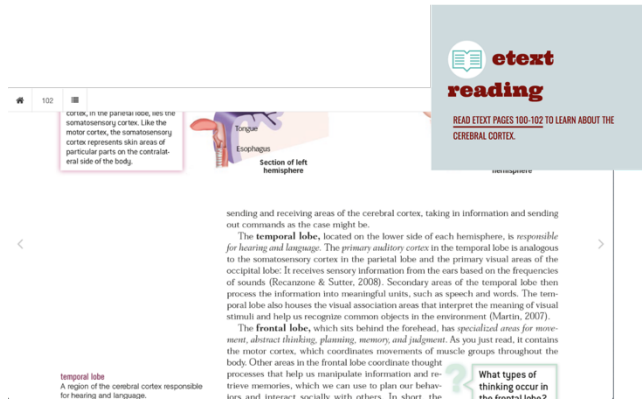 etext
reading
READ ETEXT PAGES 100-102 TO LEARN ABOUT THE
CEREBRAL CORTEX.
102
cortex, in the parietal lobe, lies the
somatosensory cortex. Like the
motor cortex, the somatosensory
cortex represents skin areas of
particular parts on the contralat-
eral side of the body.
Tongue
Esophagus
Section of left
hemisphere
hemisphere
sending and receiving areas of the cerebral cortex, taking in information and sending
out commands as the case might be.
The temporal lobe, located on the lower side of each hemisphere, is responsible
for hearing and language. The primary auditory cortex in the temporal lobe is analogous
to the somatosensory cortex in the parietal lobe and the primary visual areas of the
occipital lobe: It receives sensory information from the ears based on the frequencies
of sounds (Recanzone & Sutter, 2008). Secondary areas of the temporal lobe then
process the information into meaningful units, such as speech and words. The tem-
poral lobe also houses the visual association areas that interpret the meaning of visual
stimuli and help us recognize common objects in the environment (Martin, 2007).
The frontal lobe, which sits behind the forehead, has specialized areas for move-
ment, abstract thinking, planning, memory, and judgment. As you just read, it contains
the motor cortex, which coordinates movements of muscle groups throughout the
body. Other areas in the frontal lobe coordinate thought
processes that help us manipulate information and re-
trieve memories, which we can use to plan our behav-
iors and interact socially with others. In short, the
temporal lobe
A region of the cerebral cortex responsible
for hearing and language.
What types of
thinking occur in
the frontal lobe?